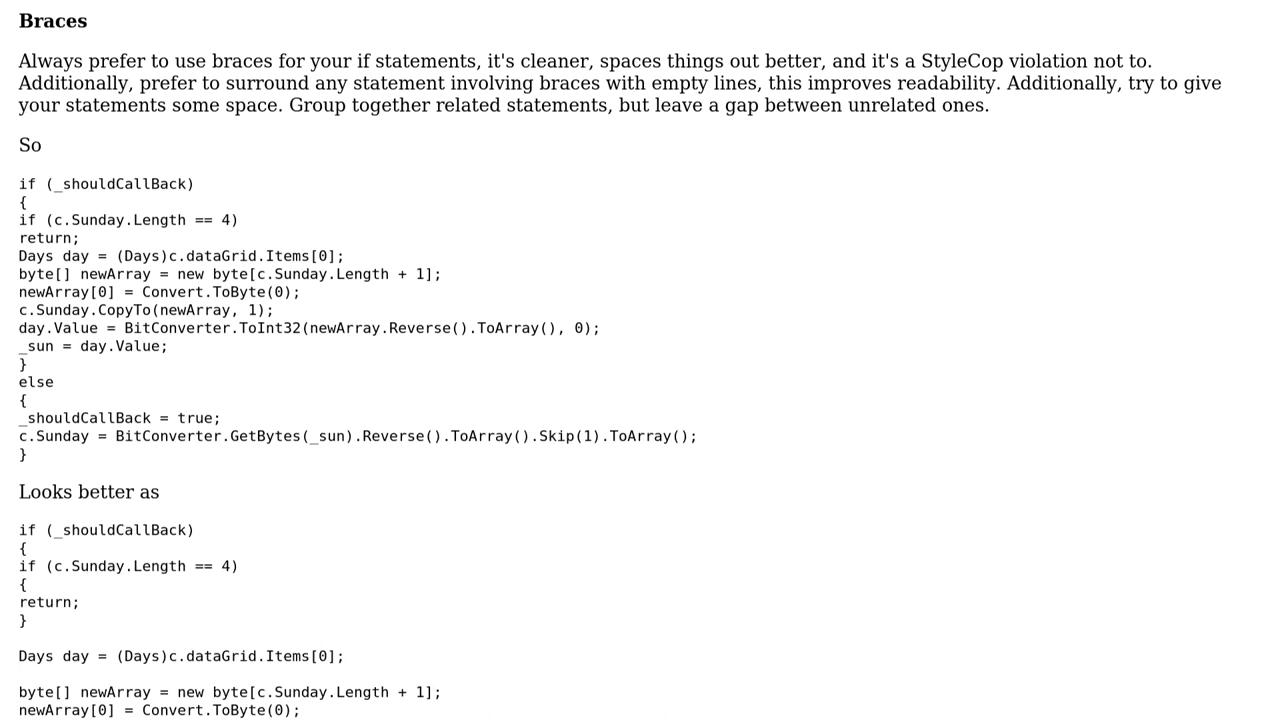 Braces
Always prefer to use braces for your if statements, it's cleaner, spaces things out better, and it's a StyleCop violation not to.
Additionally, prefer to surround any statement involving braces with empty lines, this improves readability. Additionally, try to give
your statements some space. Group together related statements, but leave a gap between unrelated ones.
So
if (_shouldCallBack)
{
if (c.Sunday.Length == 4)
return;
Days day = (Days)c.dataGrid.Items[0];
byte[] newArray = new byte[c.Sunday.Length + 1];
newArray[0] = Convert.ToByte(0);
c.Sunday.CopyTo(newArray, 1);
day.Value = BitConverter.ToInt32(newArray.Reverse().ToArray(), 0);
_sun = day.Value;
}
else
{
_shouldCallBack = true;
c.Sunday = BitConverter.GetBytes(_sun).Reverse().ToArray().Skip(1).ToArray();
}
Looks better as
if (_shouldCallBack)
{
if (c.Sunday.Length == 4)
{
return;
}
Days day = (Days)c.dataGrid.Items[0];
byte[] newArray = new byte[c.Sunday.Length + 1];
newArray[0] = Convert.ToByte(0);